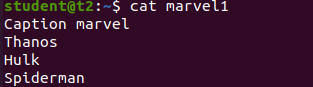 student@t2:~$ cat marvel1
Caption marvel
Thanos
Hulk
Spiderman